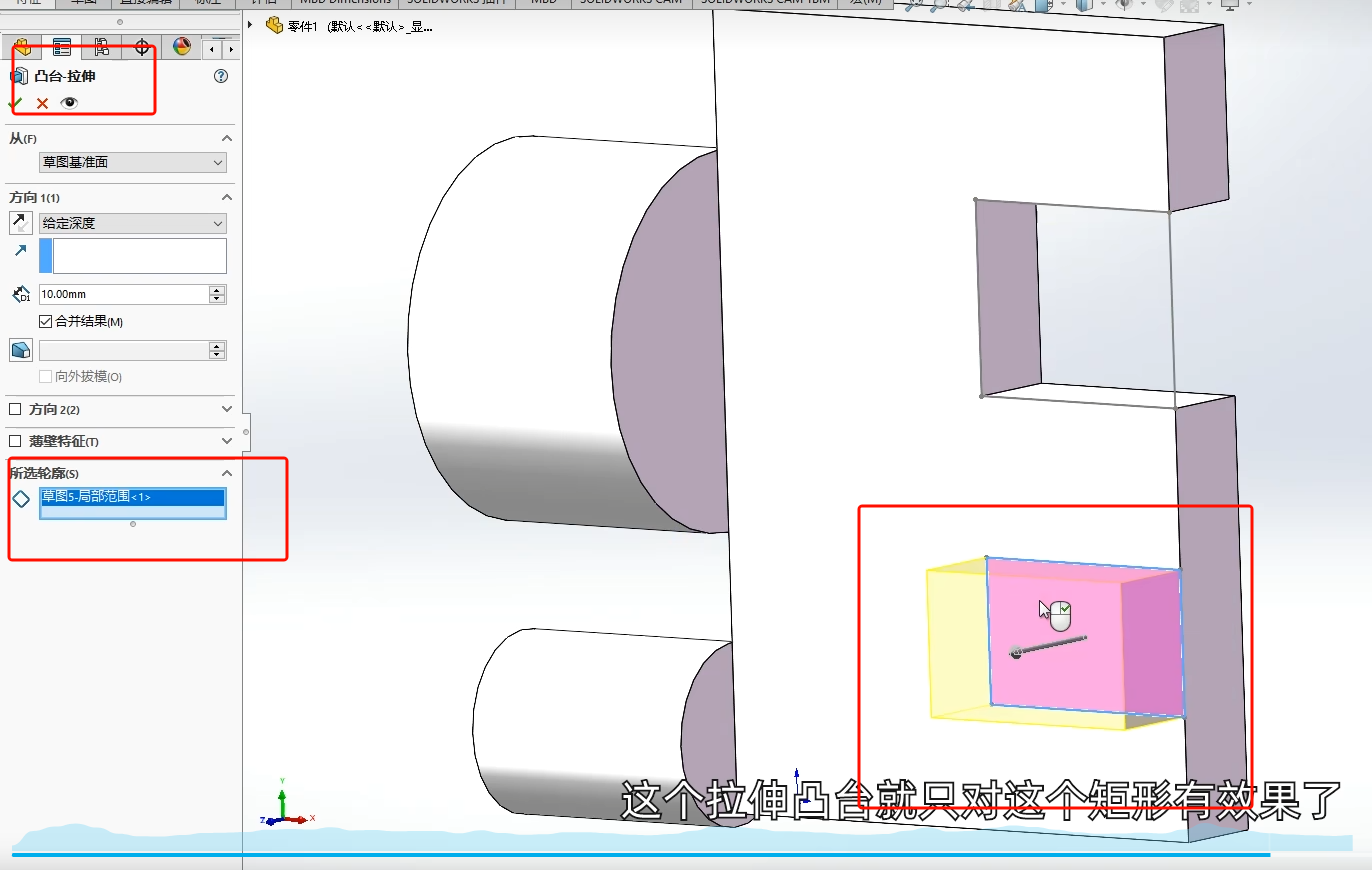 特征
草图
直接编辑
标注
评估
MBD Dimensions
SOLIDWORKS 插件
MBD
SOLIDWORKS CAM
SOLIDWORKS CAM TBM
宏(M)
零件1 (默认<<默认>_显...
凸台-拉伸
从(F)
草图基准面
方向 1(1)
给定深度
D1
10.00mm
合并结果(M)
向外拔模(O)
方向 2(2)
薄壁特征(T)
所选轮廓(S)
草图5-局部范围<1>
Y
Z
X
这个拉伸凸台就只对这个矩形有效果了